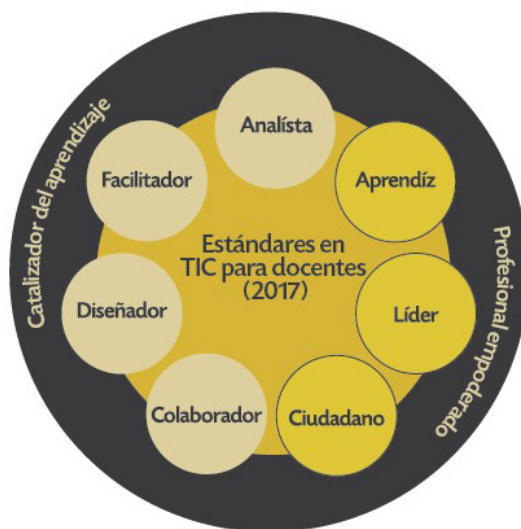 Analísta
Aprendíz
Líder
Ciudadano
Colaborador
Diseñador
Facilitador
Estándares en
TIC para docentes
(2017)
Catalizador del aprendizaje
Profesional empoderado